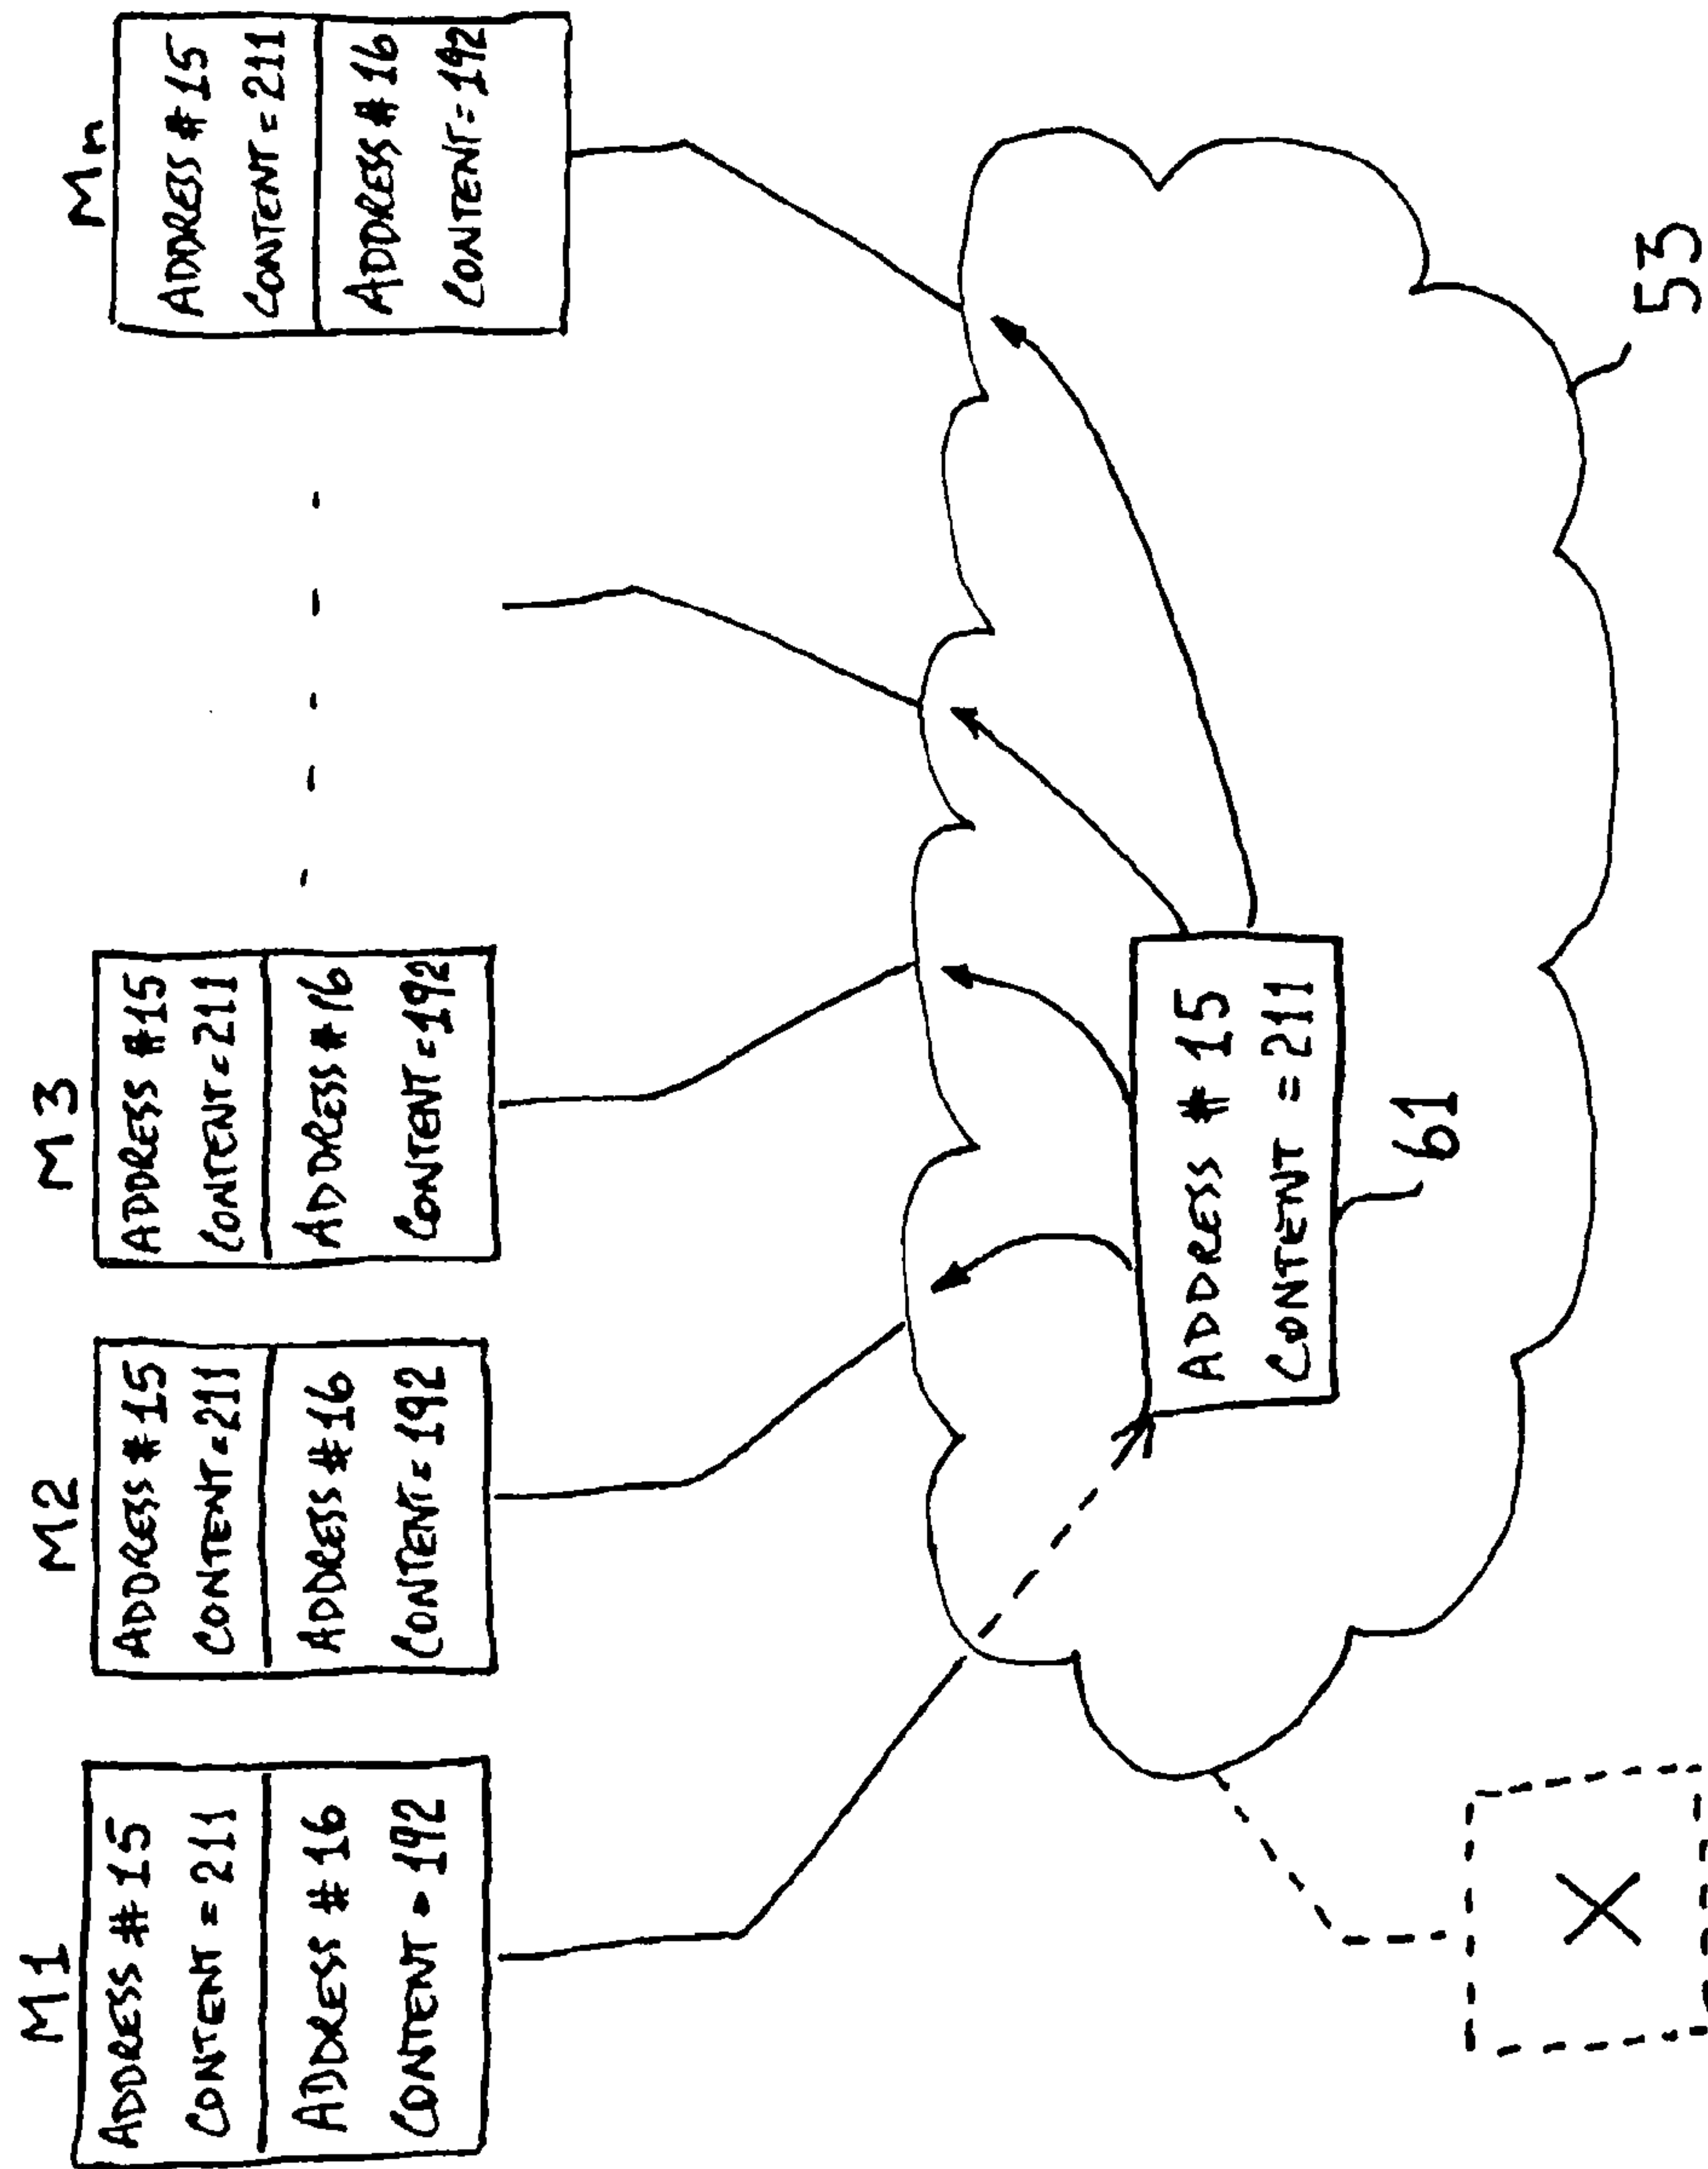 M1
ADDRESS # 15
CONTENT = 211
ADDRESS # 16
CONTENT = 192
M2
ADDRESS # 15
CONTENT = 211
ADDRESS # 16
CONTENT = 192
M3
ADDRESS # 15
CONTENT = 211
ADDRESS # 16
CONTENT = 192
Mn
ADDRESS # 15
CONTENT = 211
ADDRESS # 16
CONTENT = 192
ADDRESS # 15
CONTENT = 211
61
53
X